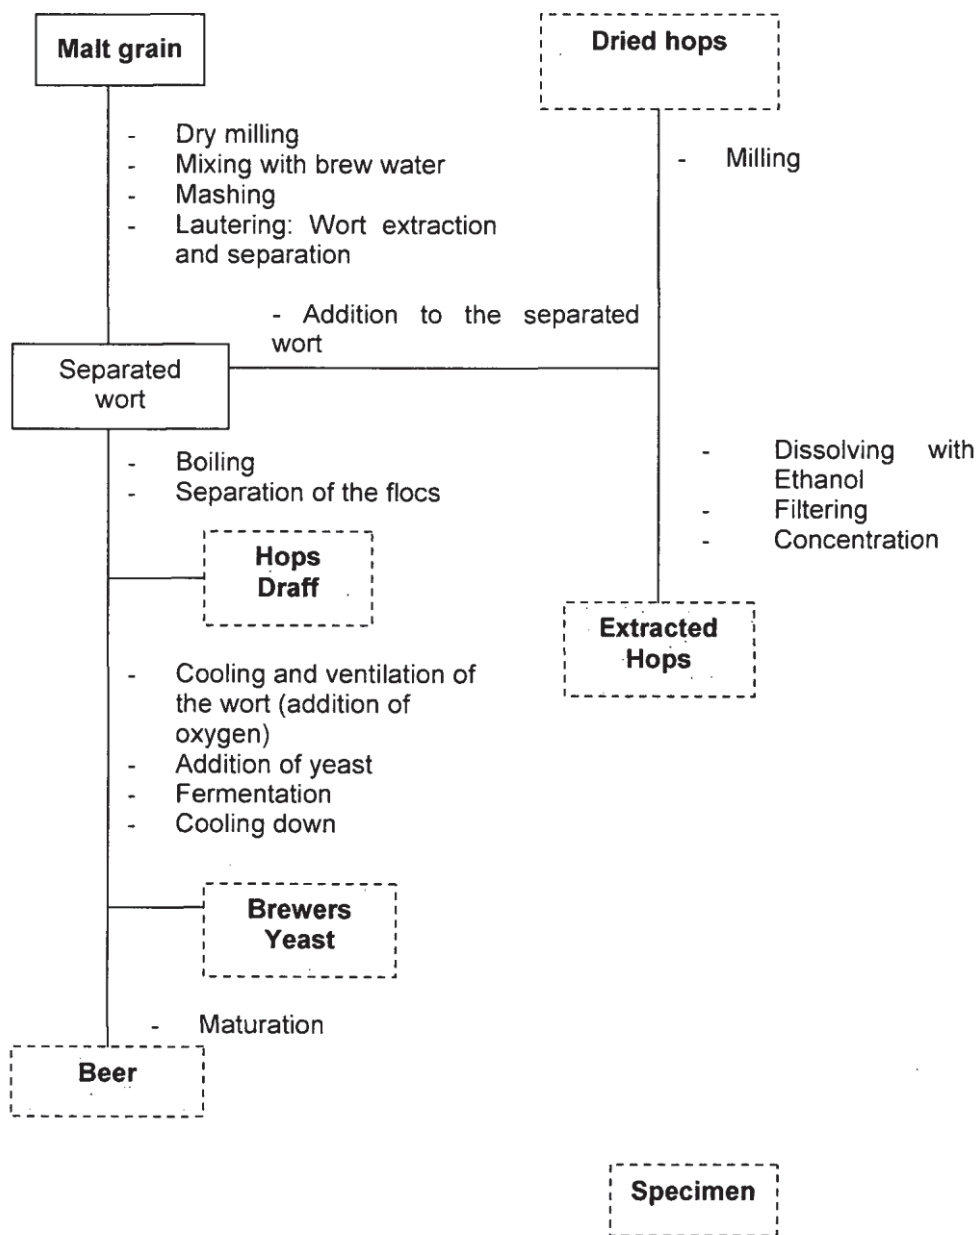 Malt grain
Dried hops
- Dry milling
- Mixing with brew water
- Mashing
- Lautering: Wort extraction
and separation
- Milling
- Addition to the separated
wort
Separated
wort
- Boiling
- Separation of the flocs
- Dissolving with
Ethanol
- Filtering
- Concentration
Hops
Draff
Extracted
Hops
- Cooling and ventilation of
the wort (addition of
oxygen)
- Addition of yeast
- Fermentation
- Cooling down
Brewers
Yeast
- Maturation
Beer
Specimen